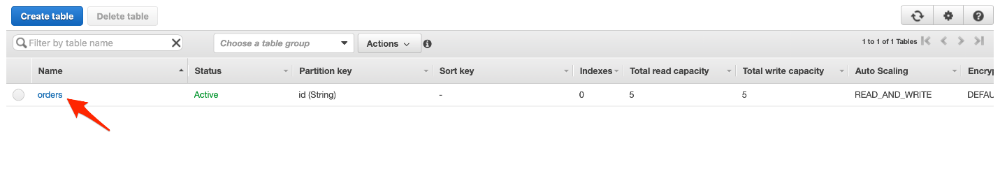 Create table Delete table
Filter by table name Choose a table group Actions 1 to 1 of 1 Tables
Name Status Partition key Sort key Indexes Total read capacity Total write capacity Auto Scaling Encryp
orders Active id (String) - 0 5 5 READ_AND_WRITE DEFAU